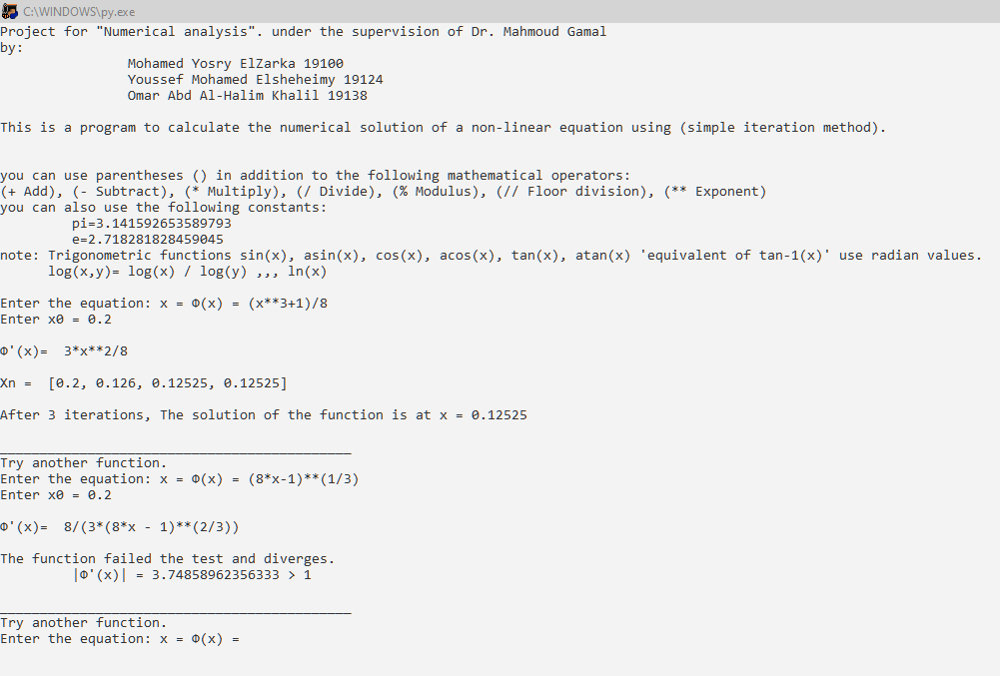 C:\WINDOWS\py.exe
Project for "Numerical analysis". under the supervision of Dr. Mahmoud Gamal
by:
Mohamed Yosry ElZarka 19100
Youssef Mohamed Elsheheimy 19124
Omar Abd Al-Halim Khalil 19138
This is a program to calculate the numerical solution of a non-linear equation using (simple iteration method).
you can use parentheses () in addition to the following mathematical operators:
(+ Add), (- Subtract), (* Multiply), (/ Divide), (% Modulus), (// Floor division), (** Exponent)
you can also use the following constants:
pi=3.141592653589793
e=2.718281828459045
note: Trigonometric functions sin(x), asin(x), cos(x), acos(x), tan(x), atan(x) 'equivalent of tan-1(x)' use radian values.
log(x,y)= log(x) / log(y) ,,, ln(x)
Enter the equation: x = Φ(x) = (x**3+1)/8
Enter x0 = 0.2
Φ'(x)=  3*x**2/8
Xn =  [0.2, 0.126, 0.12525, 0.12525]
After 3 iterations, The solution of the function is at x = 0.12525
____________________________________________
Try another function.
Enter the equation: x = Φ(x) = (8*x-1)**(1/3)
Enter x0 = 0.2
Φ'(x)=  8/(3*(8*x - 1)**(2/3))
The function failed the test and diverges.
|Φ'(x)| = 3.74858962356333 > 1
____________________________________________
Try another function.
Enter the equation: x = Φ(x) =